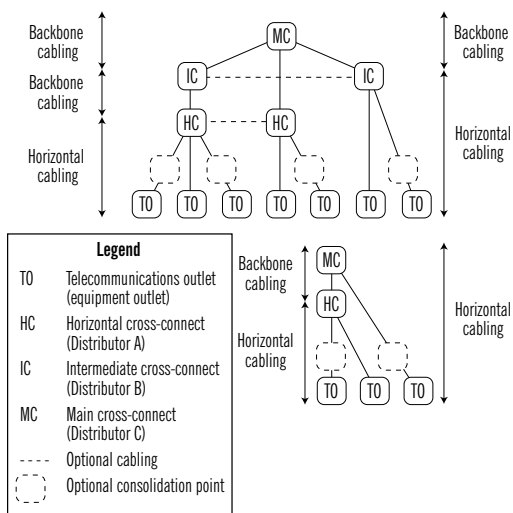 Backbone
cabling
MC
Backbone
cabling
IC
IC
Backbone
cabling
HC
HC
Horizontal
cabling
Horizontal
cabling
TO
TO
TO
TO
TO
TO
TO
Legend
TO Telecommunications outlet
(equipment outlet)
HC Horizontal cross-connect
(Distributor A)
IC Intermediate cross-connect
(Distributor B)
MC Main cross-connect
(Distributor C)
Optional cabling
Optional consolidation point
Backbone
cabling
MC
HC
Horizontal
cabling
Horizontal
cabling
TO
TO
TO